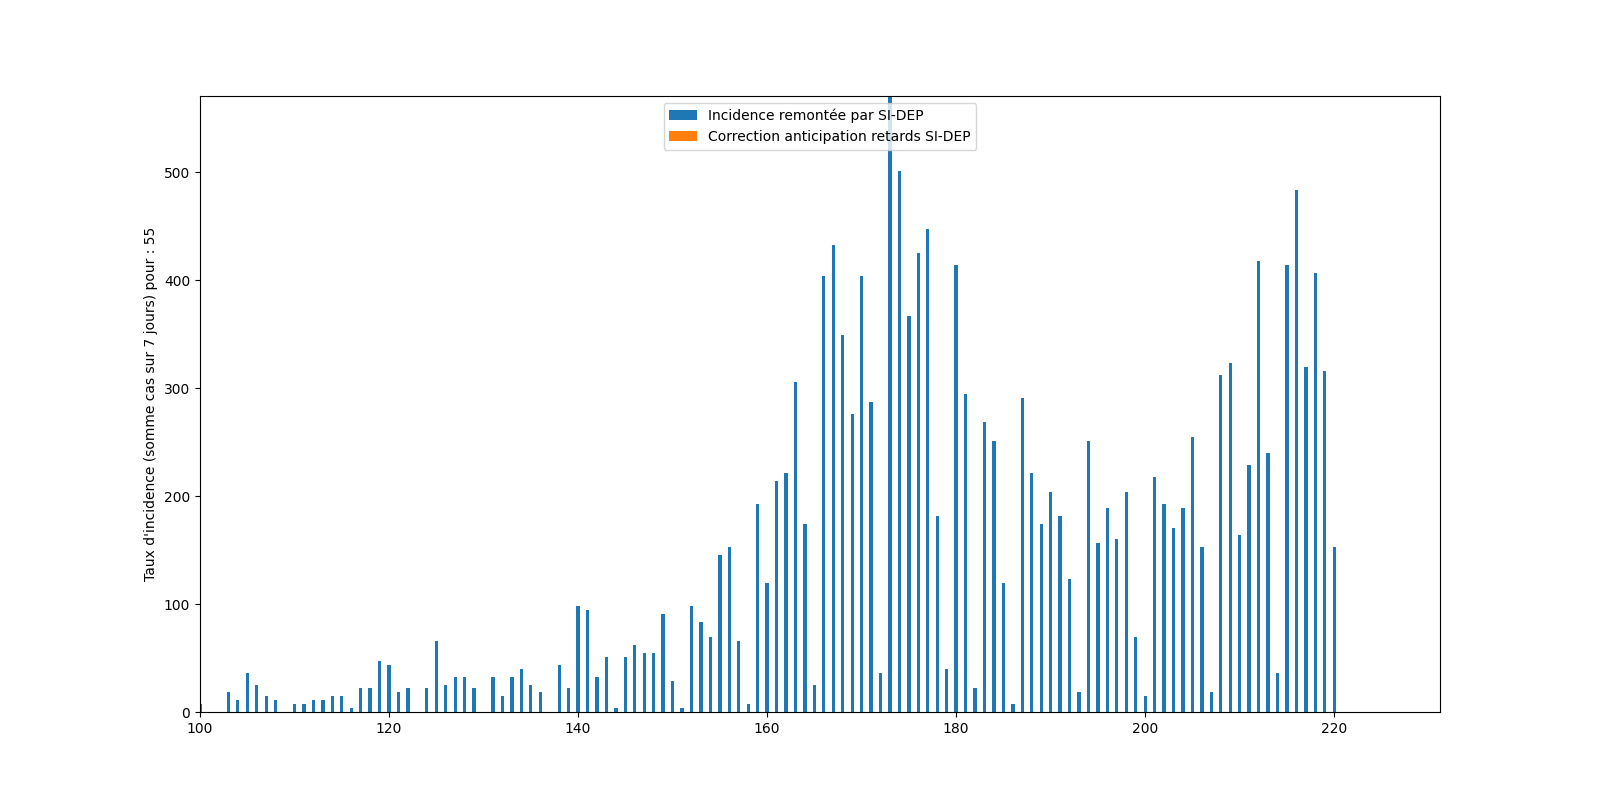 Incidence remontée par SI-DEP
Correction anticipation retards SI-DEP
Taux d'incidence (somme cas sur 7 jours) pour : 55
500
400
300
200
100
0
100 120 140 160 180 200 220